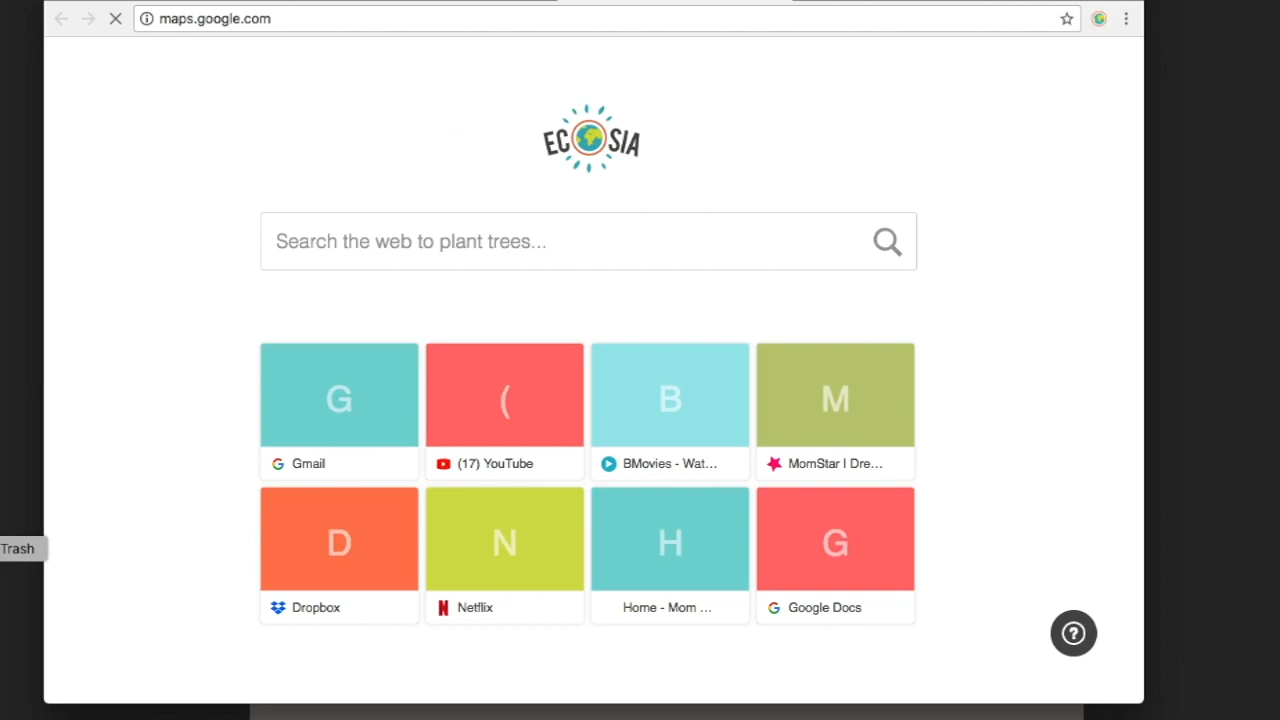 maps.google.com
ECOSIA
Search the web to plant trees...
G
(
B
M
Gmail
(17) YouTube
BMovies - Wat...
MomStar | Dre...
D
N
H
G
Trash
Dropbox
Netflix
Home - Mom ...
Google Docs
?